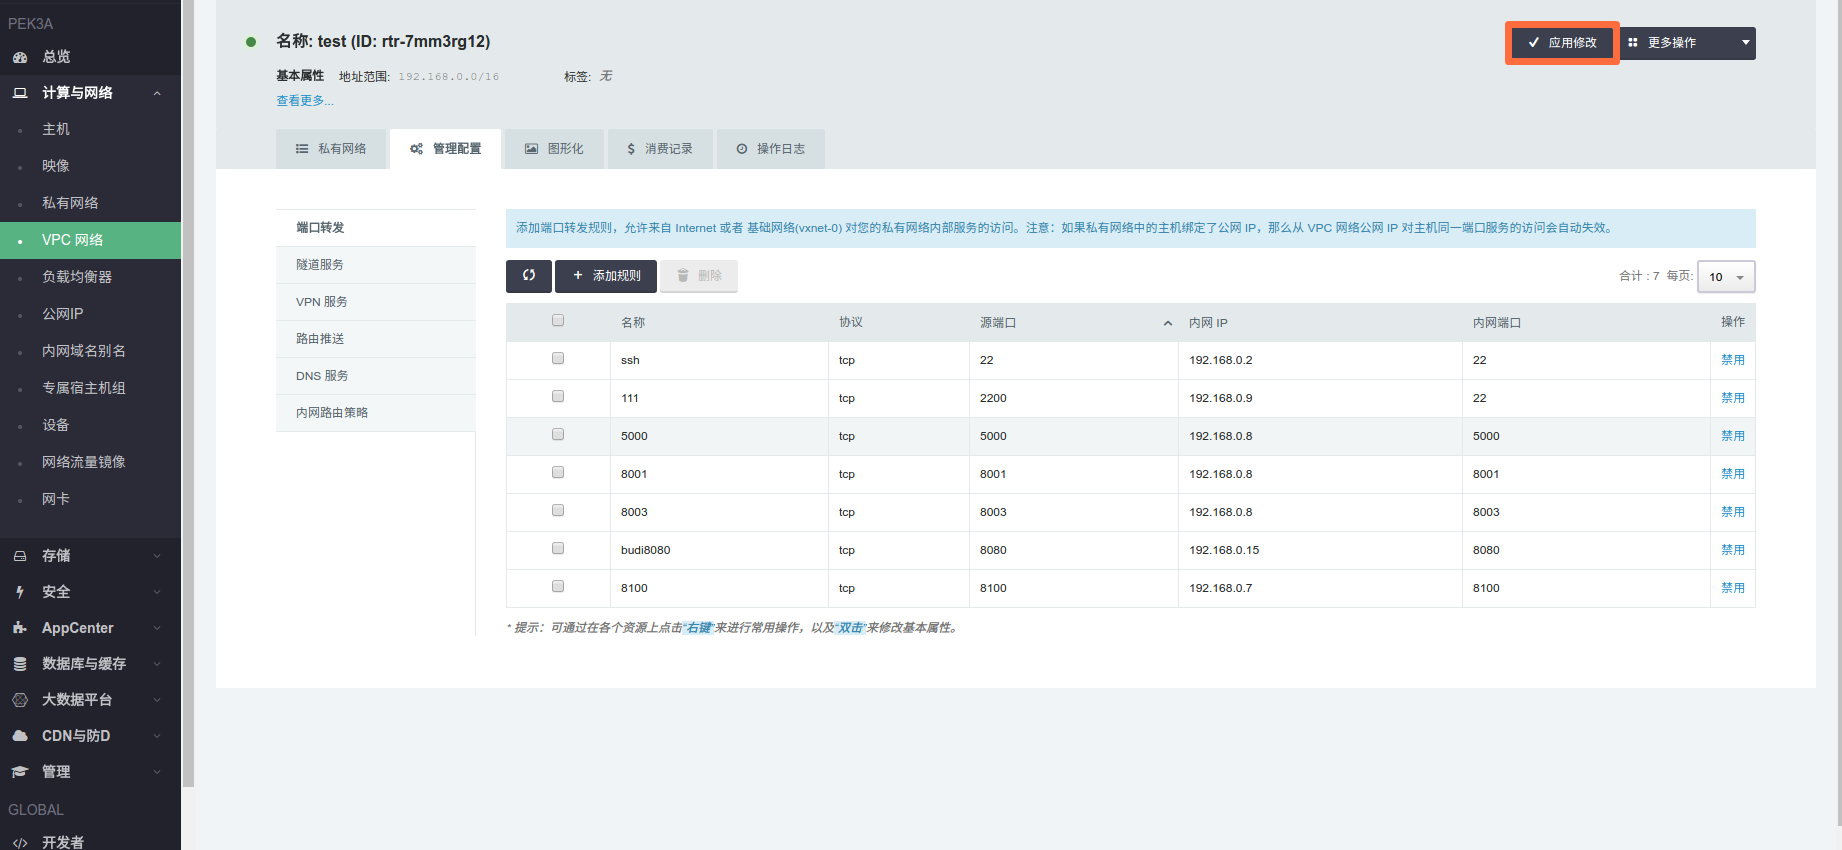 PEK3A
总览
计算与网络
主机
映像
私有网络
VPC 网络
负载均衡器
公网IP
内网域名别名
专属宿主机组
设备
网络流量镜像
网卡
存储
安全
AppCenter
数据库与缓存
大数据平台
CDN与防D
管理
GLOBAL
开发者
名称: test (ID: rtr-7mm3rg12)
应用修改 更多操作
基本属性 地址范围: 192.168.0.0/16 标签: 无
查看更多...
私有网络 管理配置 图形化 消费记录 操作日志
端口转发
隧道服务
VPN 服务
路由推送
DNS 服务
内网路由策略
添加端口转发规则，允许来自 Internet 或者 基础网络(vxnet-0) 对您的私有网络内部服务的访问。注意：如果私有网络中的主机绑定了公网 IP，那么从 VPC 网络公网 IP 对主机同一端口服务的访问会自动失效。
添加规则 删除 合计 : 7 每页: 10
名称 协议 源端口 内网 IP 内网端口 操作
ssh tcp 22 192.168.0.2 22 禁用
111 tcp 2200 192.168.0.9 22 禁用
5000 tcp 5000 192.168.0.8 5000 禁用
8001 tcp 8001 192.168.0.8 8001 禁用
8003 tcp 8003 192.168.0.8 8003 禁用
budi8080 tcp 8080 192.168.0.15 8080 禁用
8100 tcp 8100 192.168.0.7 8100 禁用
* 提示：可通过在各个资源上点击“右键”来进行常用操作，以及“双击”来修改基本属性。